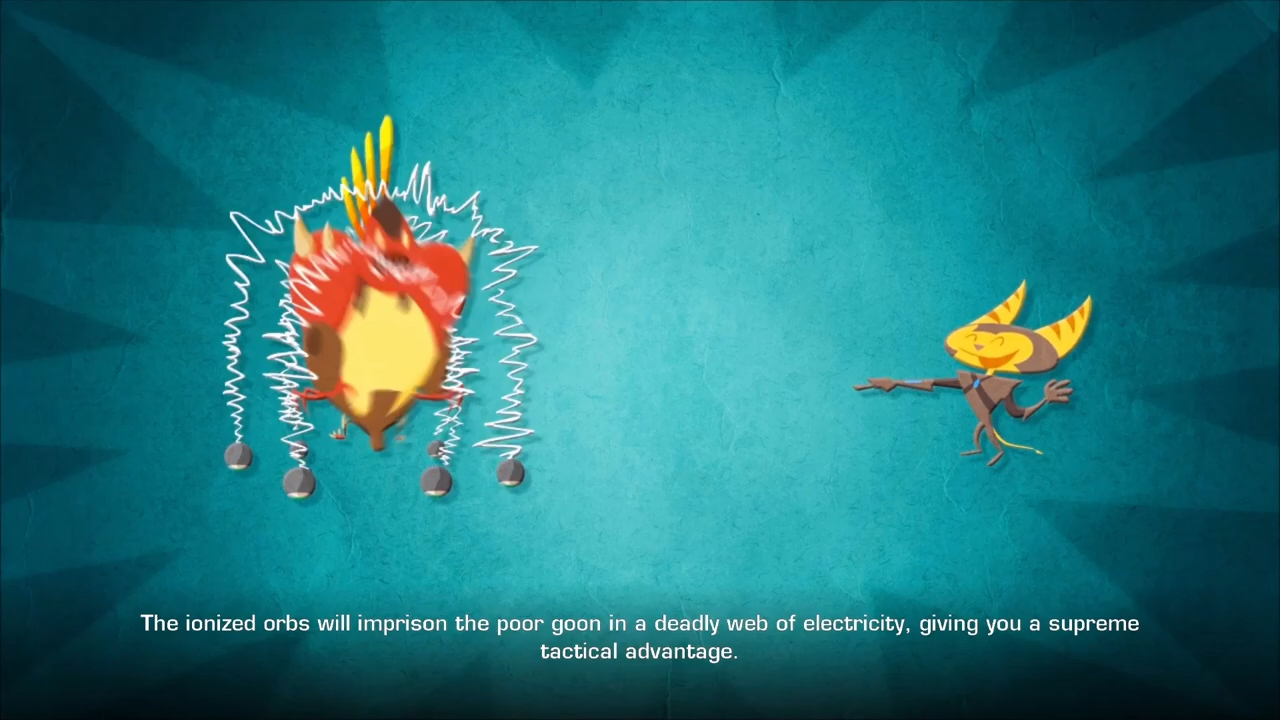 The ionized orbs will imprison the poor goon in a deadly web of electricity, giving you a supreme
tactical advantage.